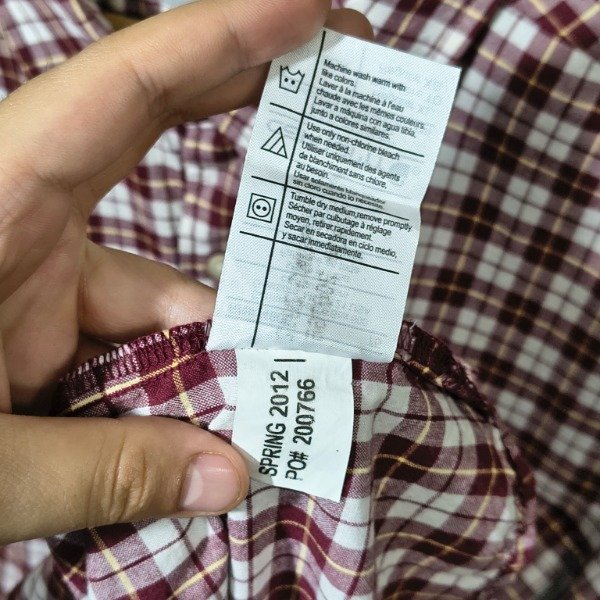 Machine wash warm with
like colors.
Laver à la machine à l'eau
chaude avec les mêmes couleurs.
Lavar a máquina con agua tibia,
junto a colores similares.
Use only non-chlorine bleach
when needed.
Utiliser uniquement des agents
de blanchiment sans chlore,
au besoin.
Usar solamente blanqueador
sin cloro cuando lo necesite.
Tumble dry medium,remove promptly
Sécher par culbutage à réglage
moyen, retirer rapidement
Secar en secadora en ciclo medio,
y sacar inmediatamente.
SPRING 2012 |
PO# 200766